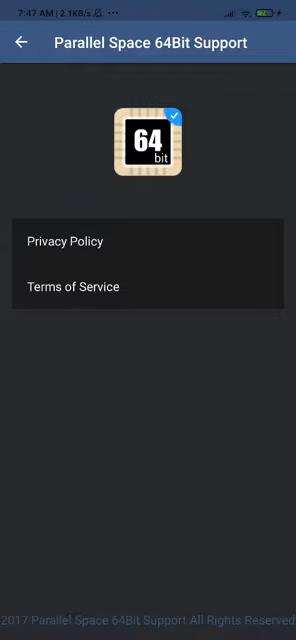 7:47 AM | 2.1KB/s ...
Parallel Space 64Bit Support
64
bit
Privacy Policy
Terms of Service
2017 Parallel Space 64Bit Support All Rights Reserved